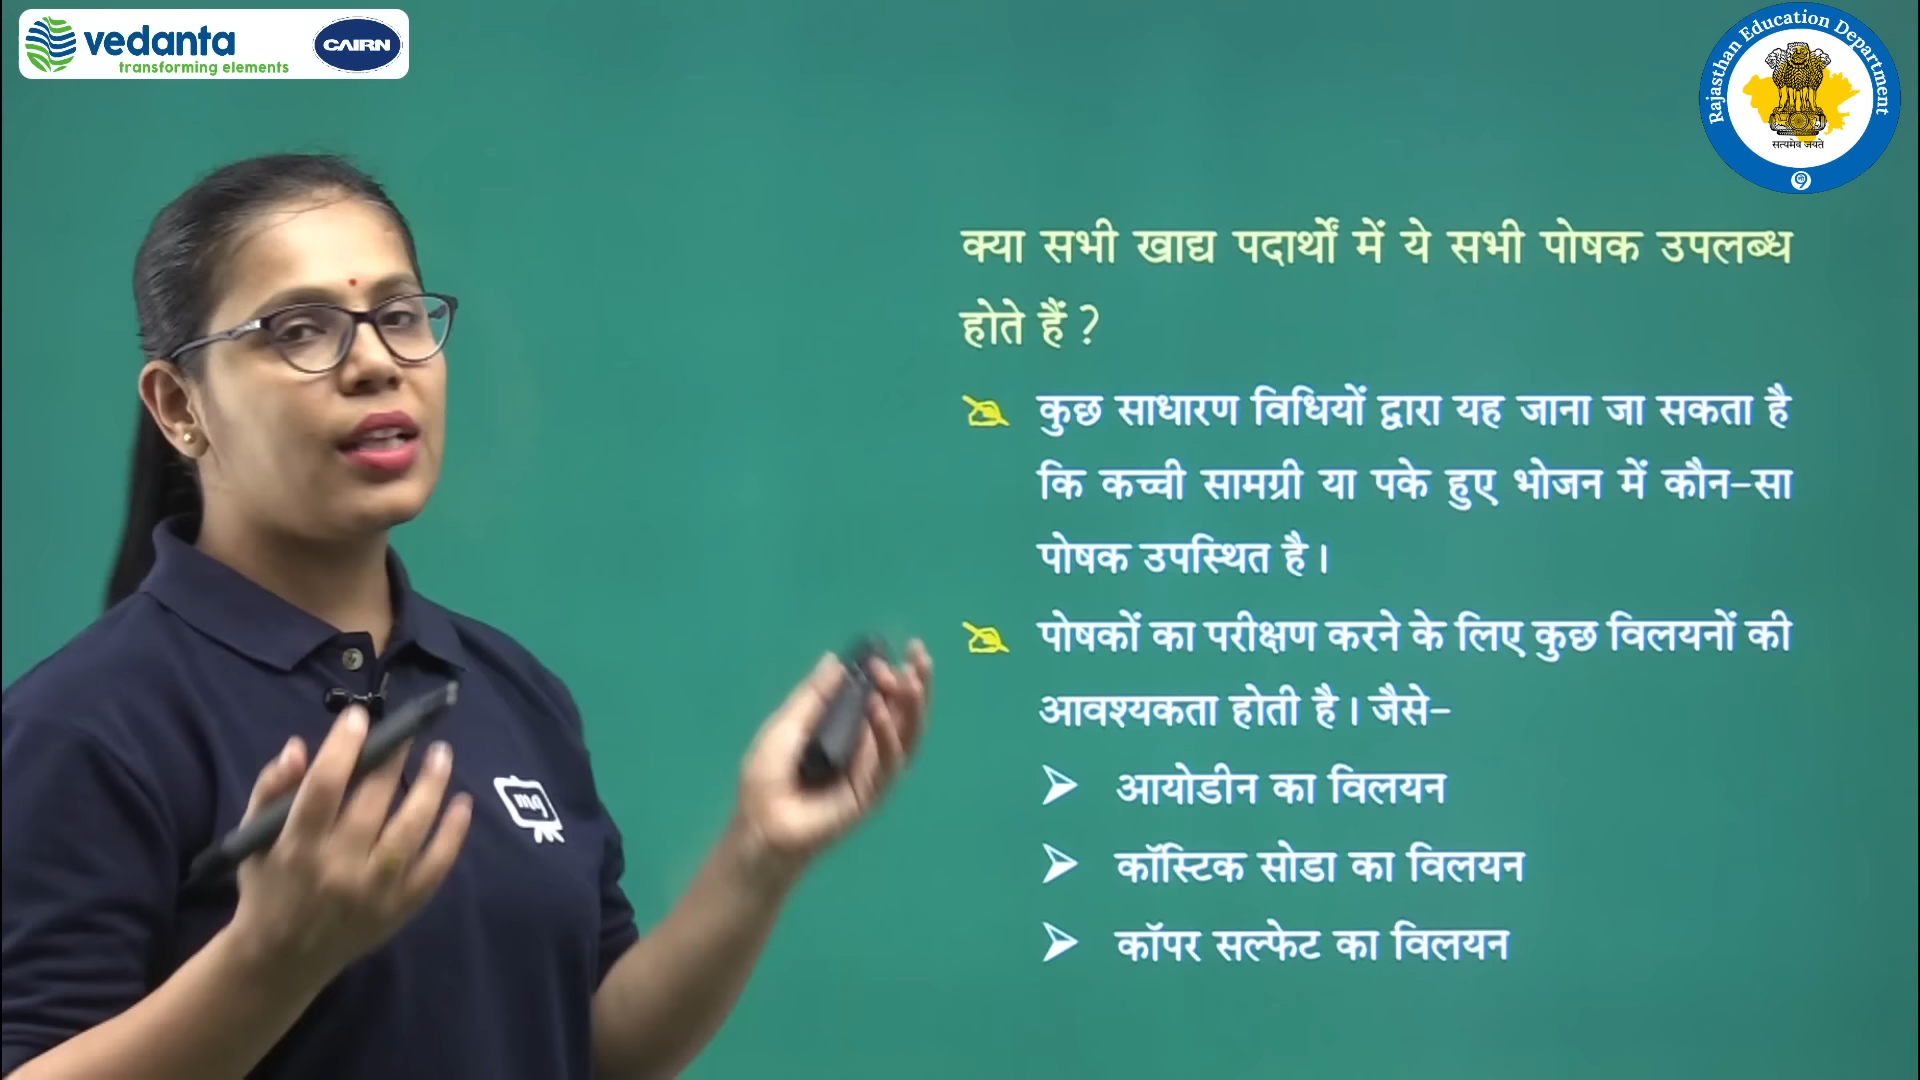 vedanta
transforming elements
CAIRN
Rajasthan Education Department
सत्यमेव जयते
क्या सभी खाद्य पदार्थों में ये सभी पोषक उपलब्ध
होते हैं ?
कुछ साधारण विधियों द्वारा यह जाना जा सकता है
कि कच्ची सामग्री या पके हुए भोजन में कौन-सा
पोषक उपस्थित है।
पोषकों का परीक्षण करने के लिए कुछ विलयनों की
आवश्यकता होती है। जैसे-
आयोडीन का विलयन
कॉस्टिक सोडा का विलयन
कॉपर सल्फेट का विलयन
mq